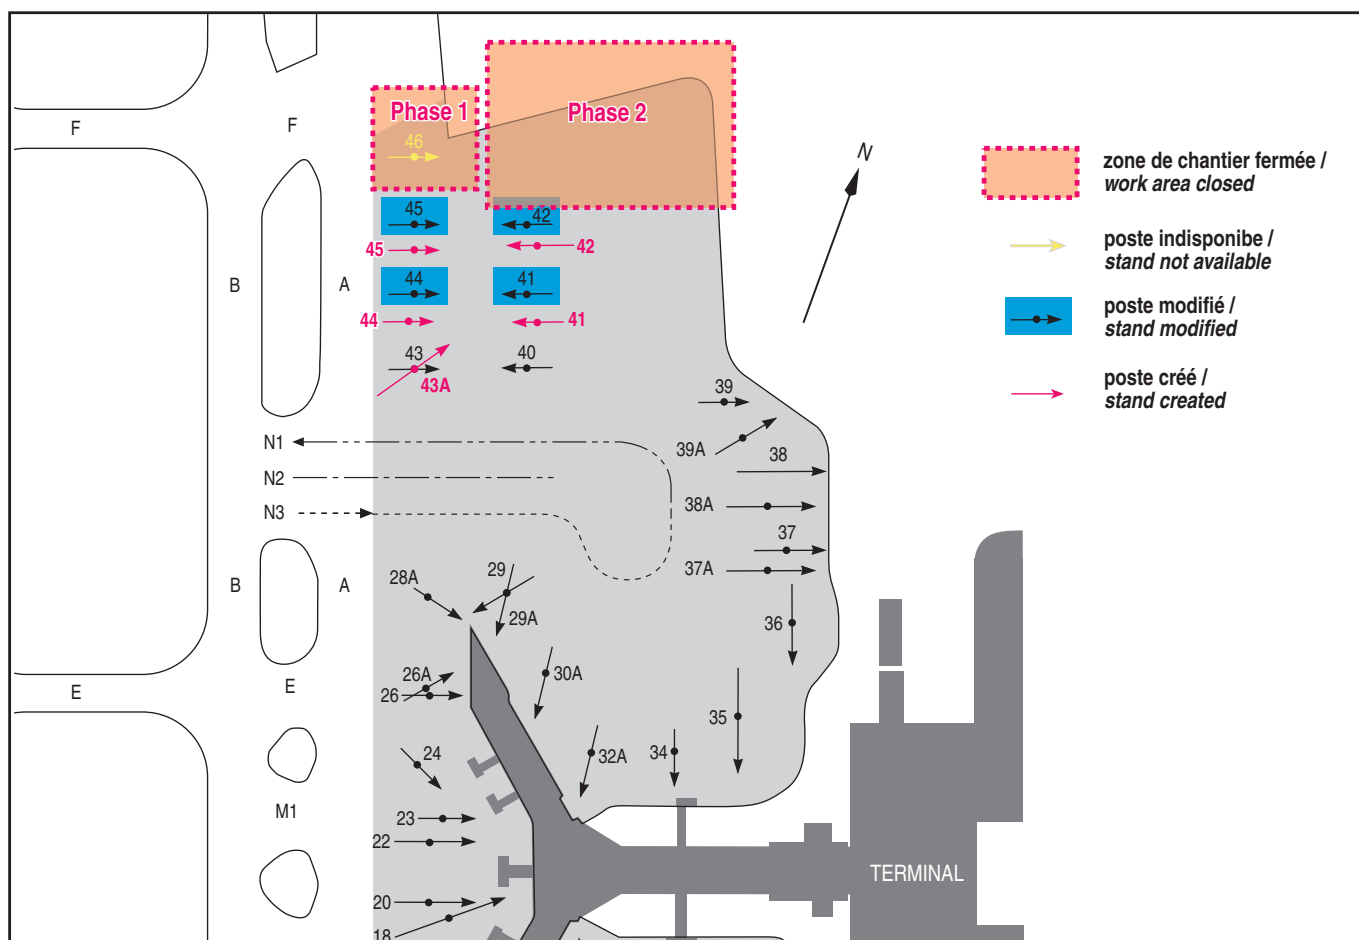 Phase 1
Phase 2
F
F
46
N
zone de chantier fermée /
work area closed
45
42
45
42
poste indisponibe /
stand not available
B
A
44
41
poste modifié /
stand modified
44
41
43
40
43A
39
poste créé /
stand created
39A
N1
38
N2
38A
N3
37
37A
B
A
28A
29
29A
36
26A
30A
E
E
26
35
24
32A
34
M1
23
22
TERMINAL
20
18